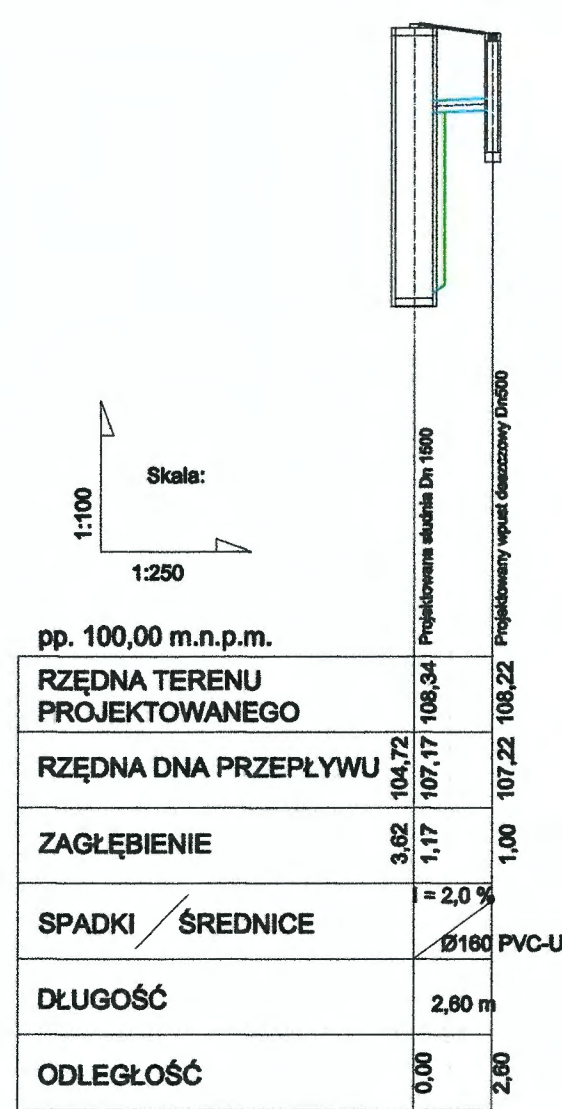 Skala:
1:100
1:250
Projektowana studnia Dn 1500
Projektowany wpust deszczowy Dn500
pp. 100,00 m.n.p.m.
RZĘDNA TERENU
PROJEKTOWANEGO
108,34
108,22
RZĘDNA DNA PRZEPŁYWU
104,72
107,17
107,22
ZAGŁĘBIENIE
3,62
1,17
1,00
SPADKI / ŚREDNICE
I = 2,0 %
Ø160 PVC-U
DŁUGOŚĆ
2,60 m
ODLEGŁOŚĆ
0,00
2,60